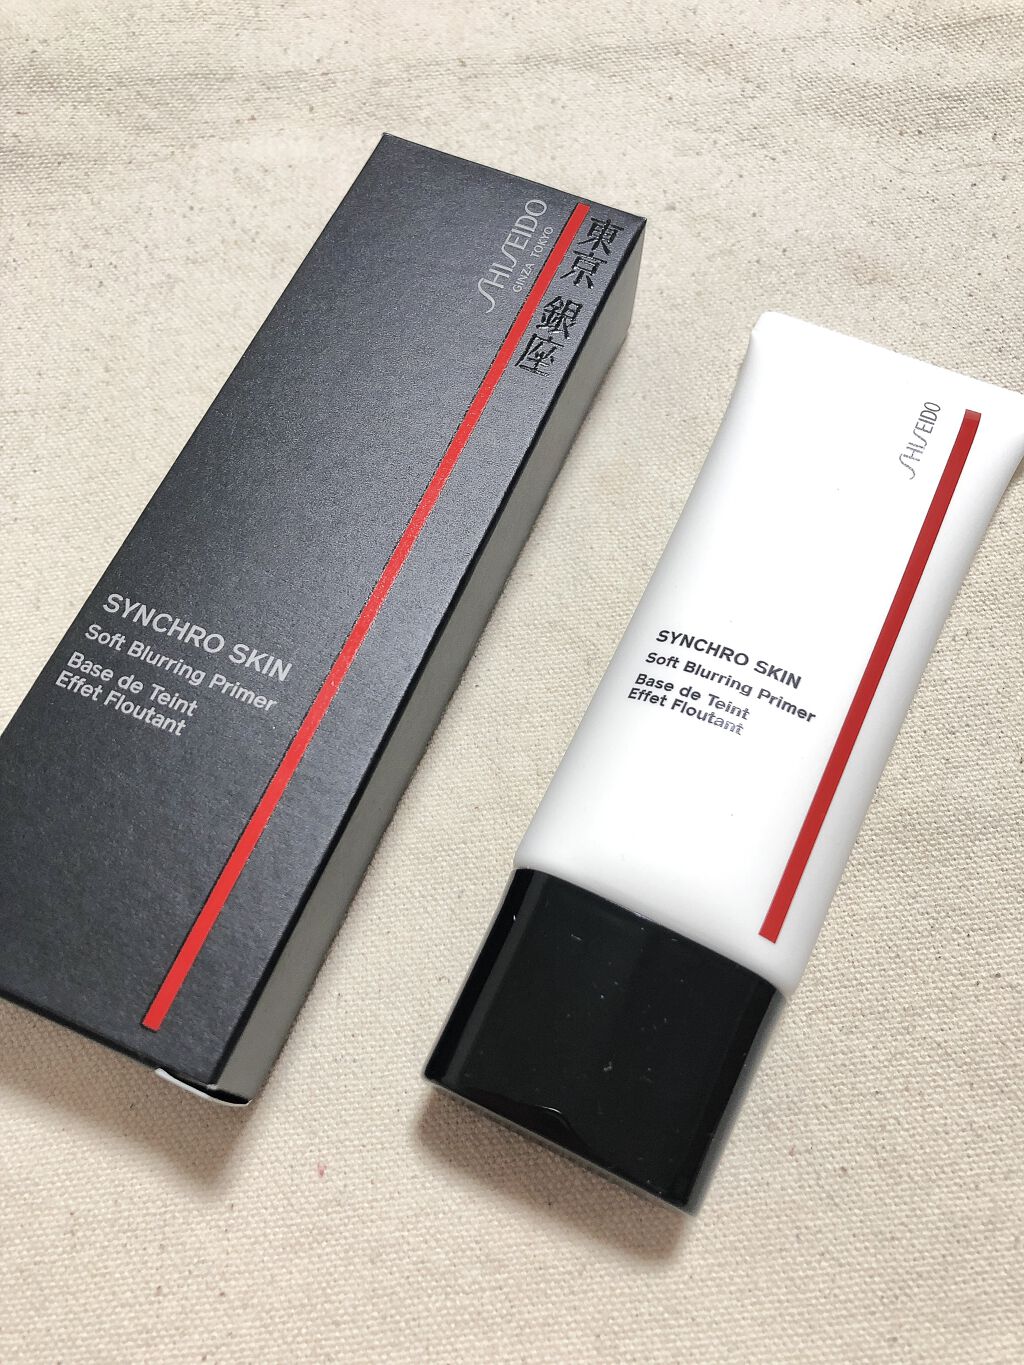 SHISEIDO
GINZA TOKYO
東京 銀座
SYNCHRO SKIN
Soft Blurring Primer
Base de Teint
Effet Floutant
SHISEIDO
SYNCHRO SKIN
Soft Blurring Primer
Base de Teint
Effet Floutant